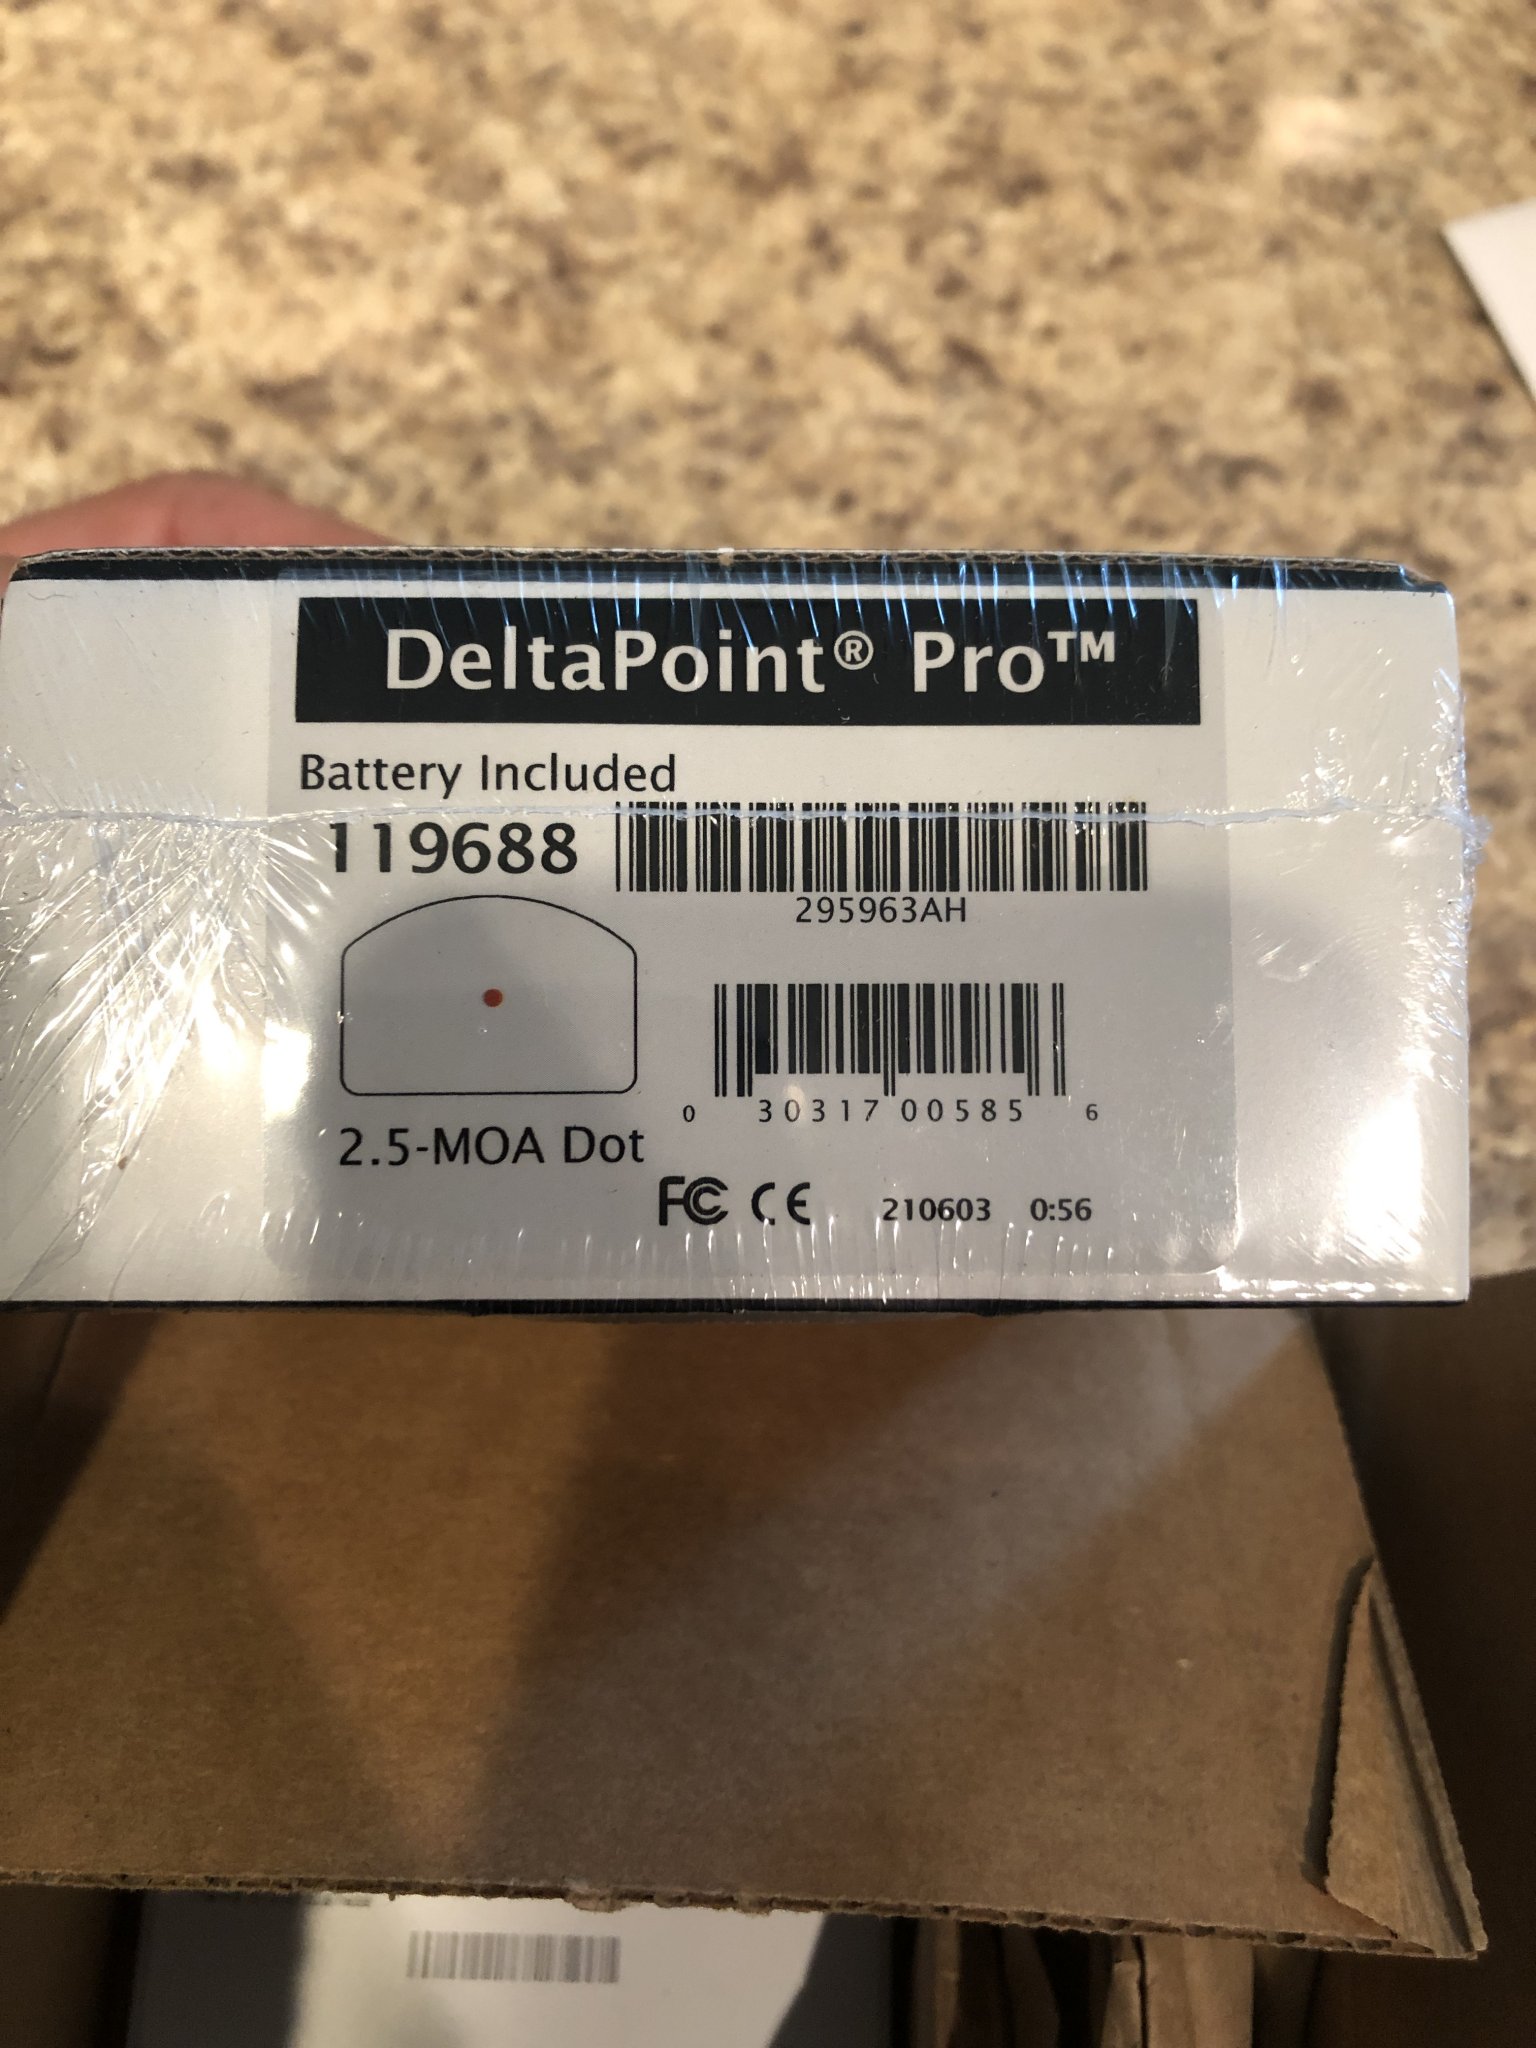 DeltaPoint® Pro™
Battery Included
119688
295963AH
0 30317 00585 6
2.5-MOA Dot
FC CE 210603 0:56